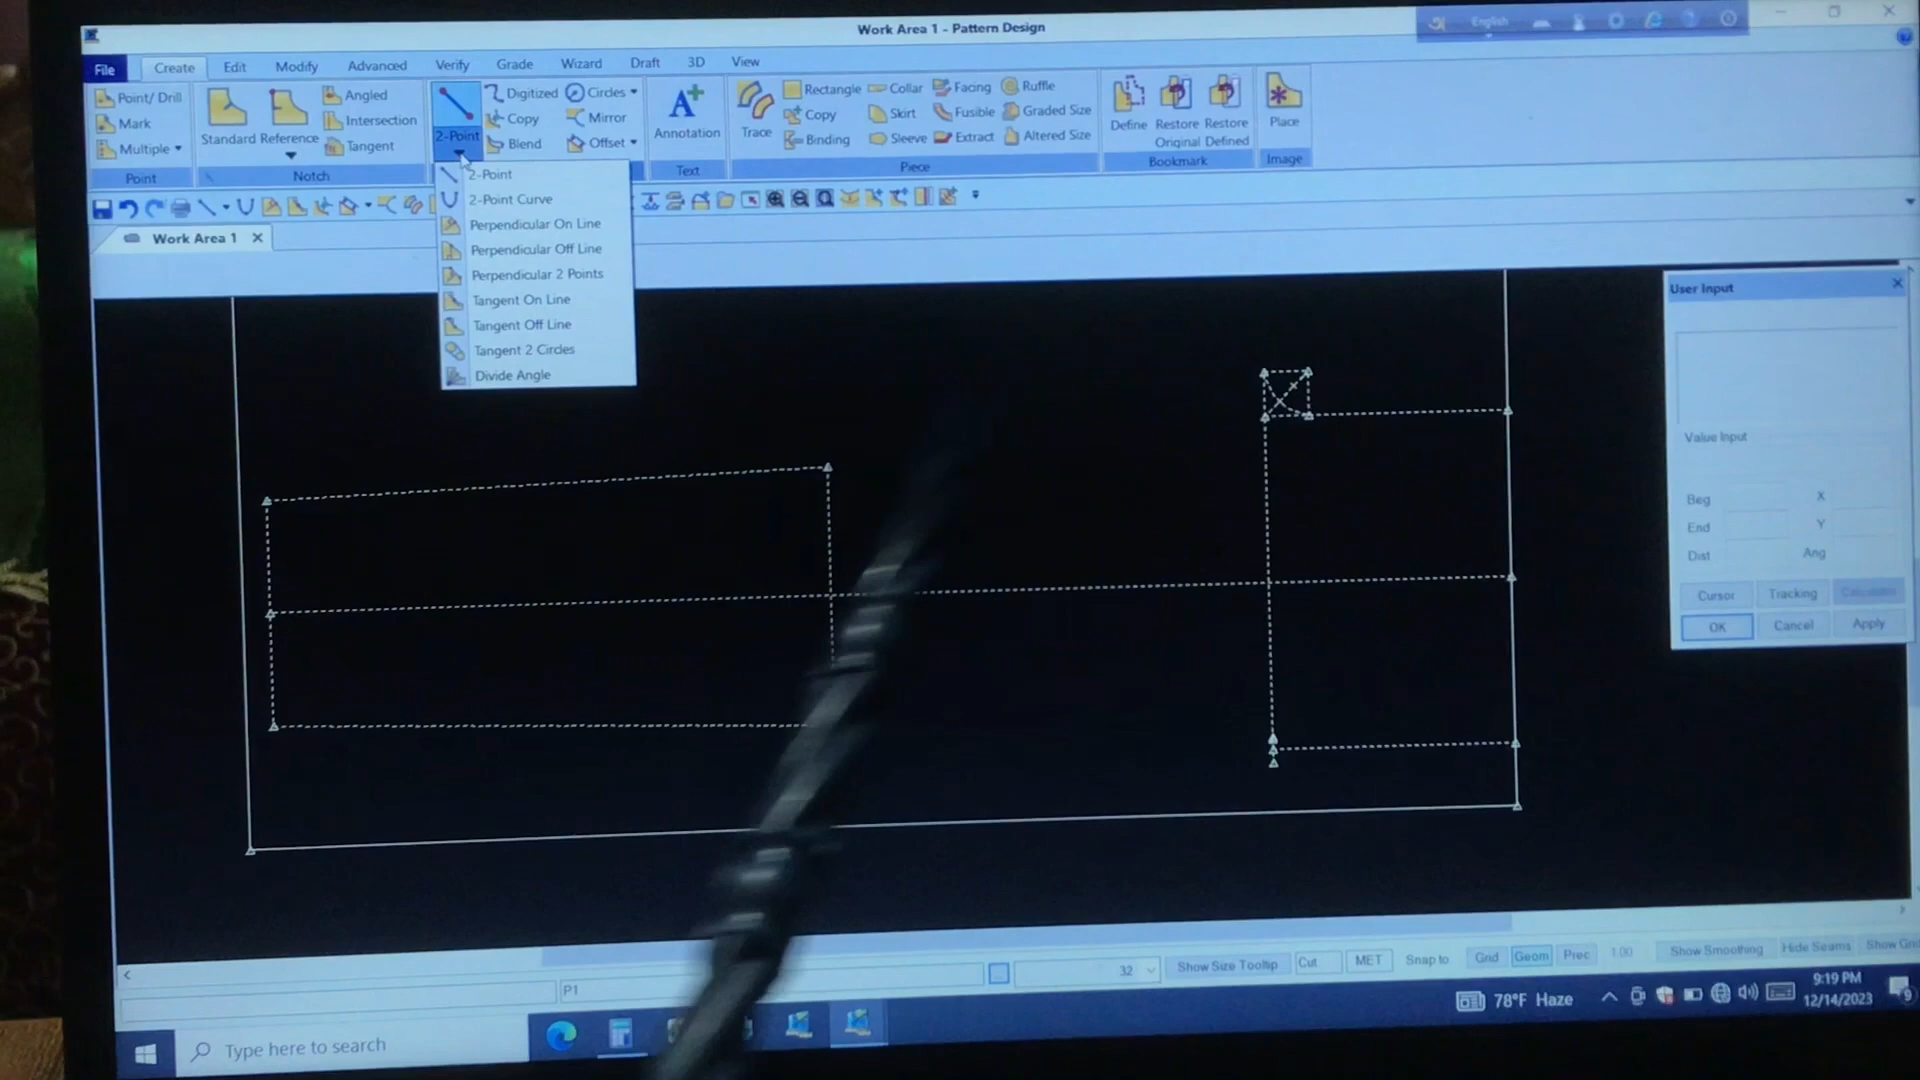 Work Area 1 - Pattern Design
English
File
Create
Edit
Modify
Advanced
Verify
Grade
Wizard
Draft
3D
View
Point/ Drill
Mark
Multiple
Point
Standard
Reference
Angled
Intersection
Tangent
Notch
2-Point
Digitized
Copy
Blend
Circles
Mirror
Offset
Annotation
Text
Trace
Rectangle
Copy
Binding
Collar
Skirt
Sleeve
Facing
Fusible
Extract
Ruffle
Graded Size
Altered Size
Piece
Define
Restore Original
Restore Defined
Bookmark
Place
Image
2-Point
2-Point Curve
Perpendicular On Line
Perpendicular Off Line
Perpendicular 2 Points
Tangent On Line
Tangent Off Line
Tangent 2 Circles
Divide Angle
Work Area 1
User Input
Value Input
Beg
X
End
Y
Dist
Ang
Cursor
Tracking
OK
Cancel
Apply
P1
32
Show Size Tooltip
Cut
MET
Snap to
Grid
Geom
Prec
1.00
Show Smoothing
Hide Seams
Show Grid
Type here to search
78°F Haze
9:19 PM
12/14/2023
9